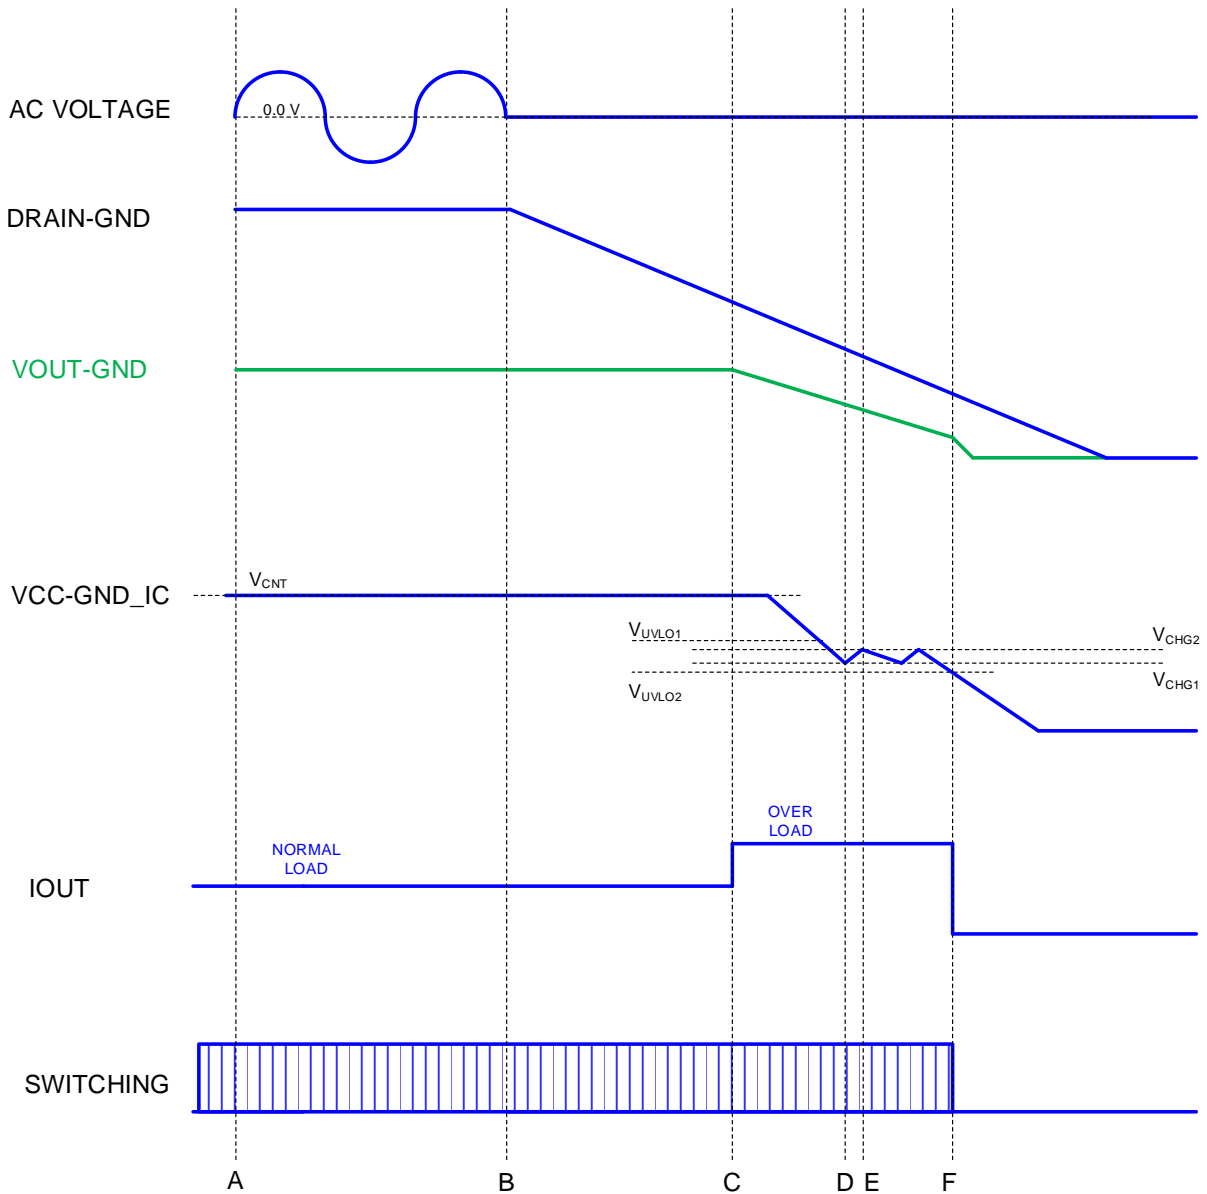 AC VOLTAGE
0.0 V
DRAIN-GND
VOUT-GND
VCC-GND_IC
VCNT
VUVLO1
VCHG2
VUVLO2
VCHG1
OVER
LOAD
NORMAL
LOAD
IOUT
SWITCHING
A B C D E F